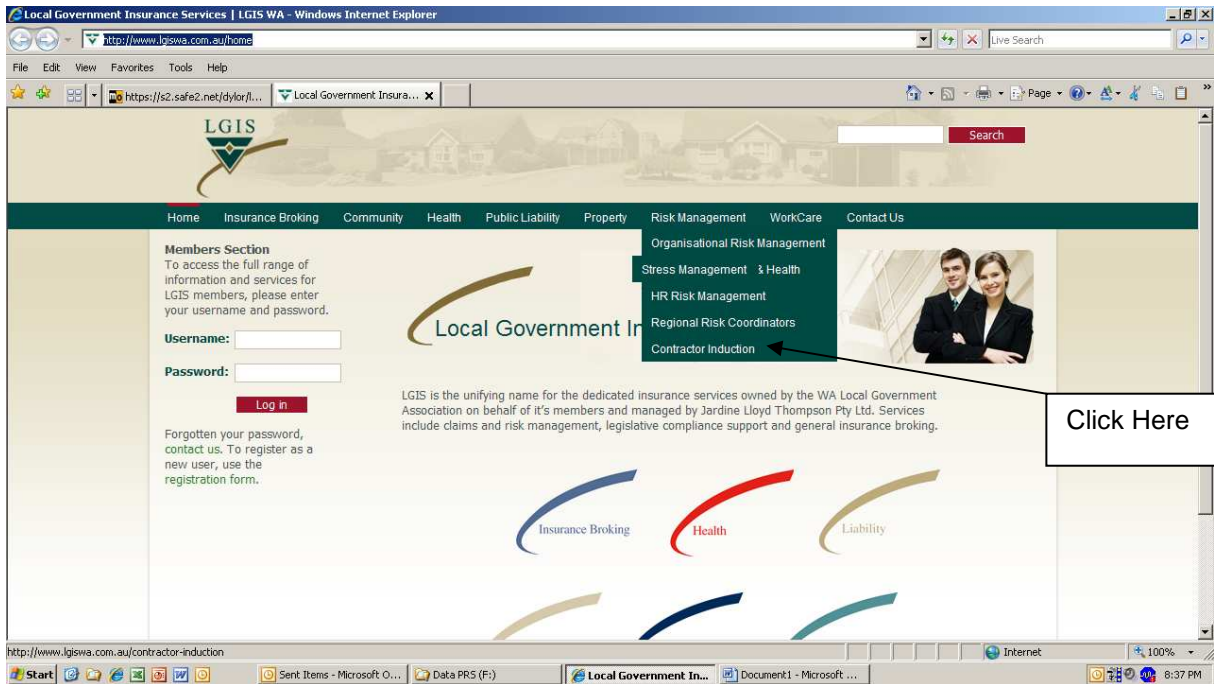 Local Government Insurance Services | LGIS WA - Windows Internet Explorer
http://www.lgiswa.com.au/home
Live Search
File Edit View Favorites Tools Help
https://s2.safe2.net/dylor/l...
Local Government Insura...
Page
LGIS
Search
Home Insurance Broking Community Health Public Liability Property Risk Management WorkCare Contact Us
Organisational Risk Management
Stress Management & Health
HR Risk Management
Regional Risk Coordinators
Contractor Induction
Members Section
To access the full range of
information and services for
LGIS members, please enter
your username and password.
Username:
Password:
Log in
Forgotten your password,
contact us. To register as a
new user, use the
registration form.
Local Government In
Click Here
LGIS is the unifying name for the dedicated insurance services owned by the WA Local Government
Association on behalf of it's members and managed by Jardine Lloyd Thompson Pty Ltd. Services
include claims and risk management, legislative compliance support and general insurance broking.
Insurance Broking
Health
Liability
http://www.lgiswa.com.au/contractor-induction
Internet
100%
Start
Sent Items - Microsoft O...
Data PRS (F:)
Local Government In...
Document1 - Microsoft ...
8:37 PM